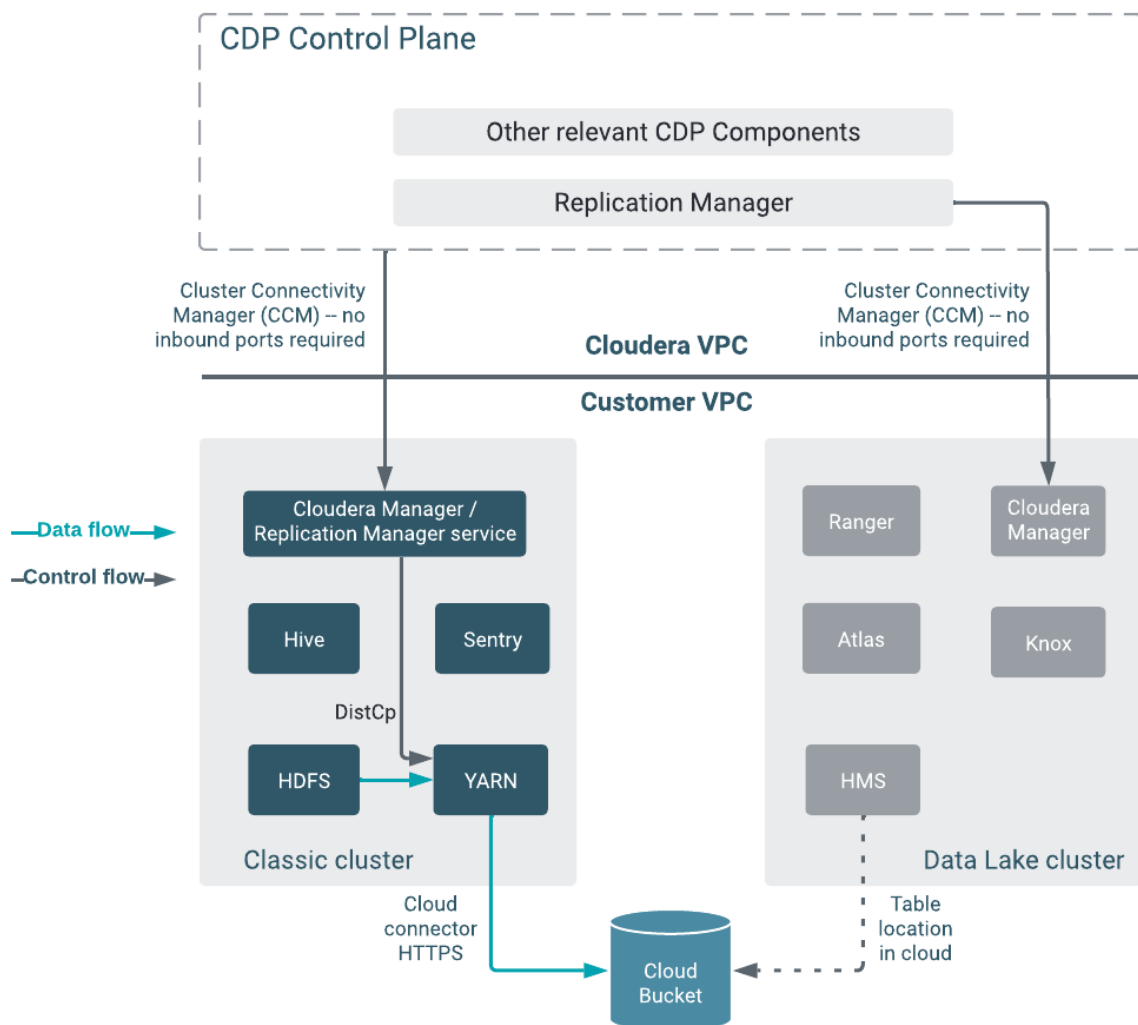 CDP Control Plane
Other relevant CDP Components
Replication Manager
Cluster Connectivity
Manager (CCM) -- no
inbound ports required
Cluster Connectivity
Manager (CCM) -- no
inbound ports required
Cloudera VPC
Customer VPC
Data flow
Control flow
Cloudera Manager /
Replication Manager service
Hive
Sentry
DistCp
HDFS
YARN
Classic cluster
Ranger
Cloudera
Manager
Atlas
Knox
HMS
Data Lake cluster
Cloud
connector
HTTPS
Cloud
Bucket
Table
location
in cloud